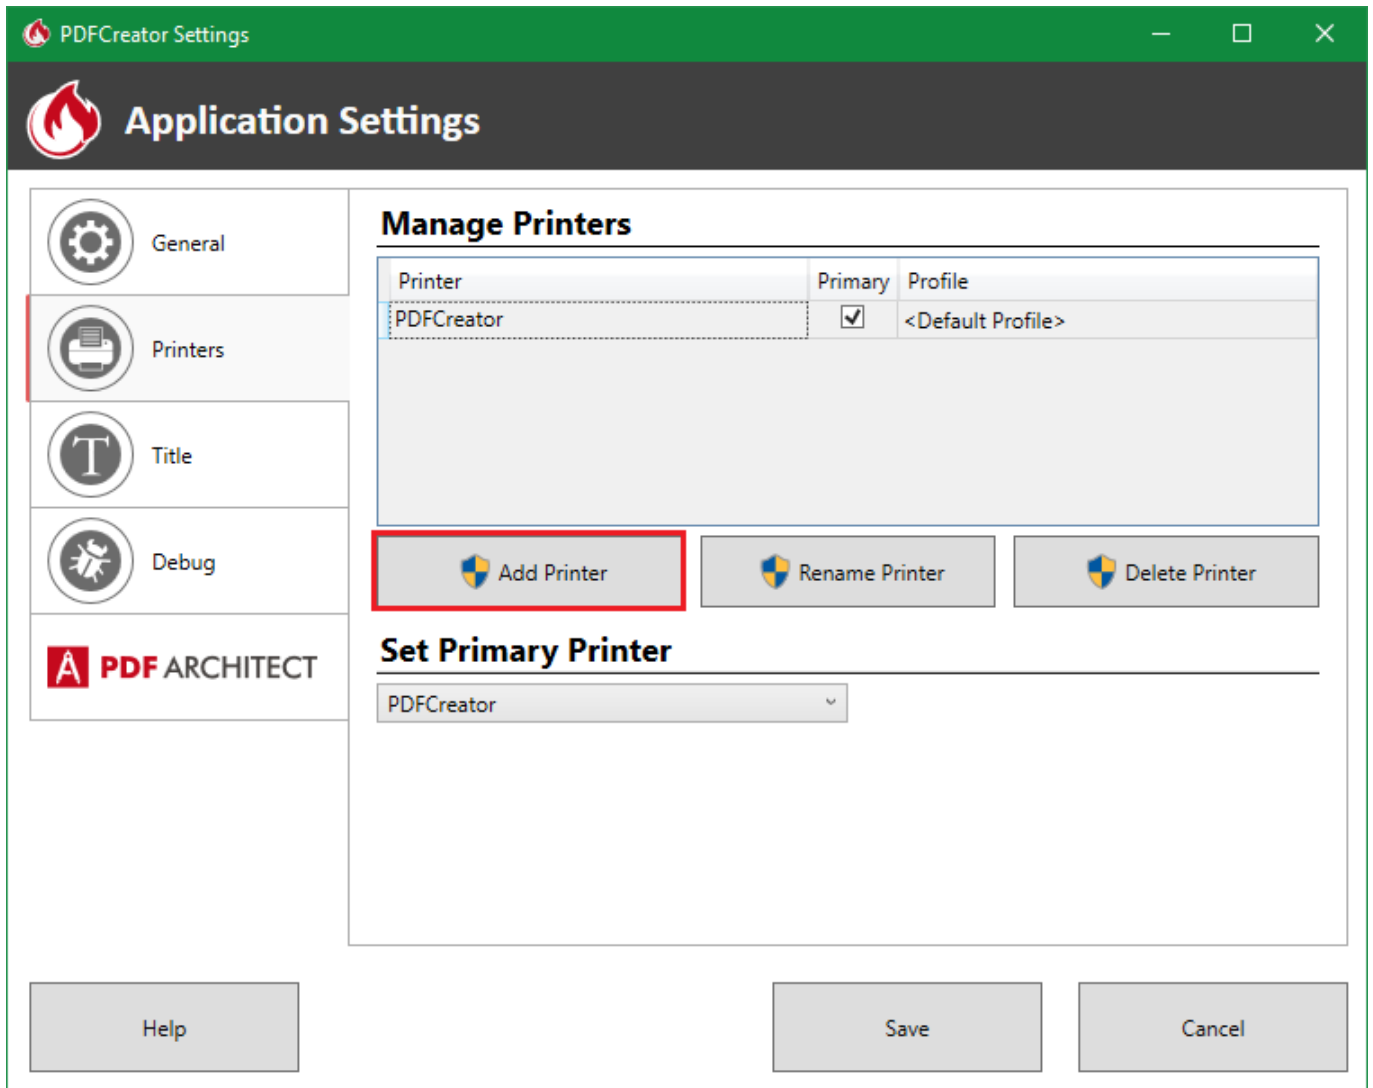 PDFCreator Settings
Application Settings
General
Printers
Title
Debug
PDF ARCHITECT
Manage Printers
Printer Primary Profile
PDFCreator <Default Profile>
Add Printer Rename Printer Delete Printer
Set Primary Printer
PDFCreator
Help Save Cancel